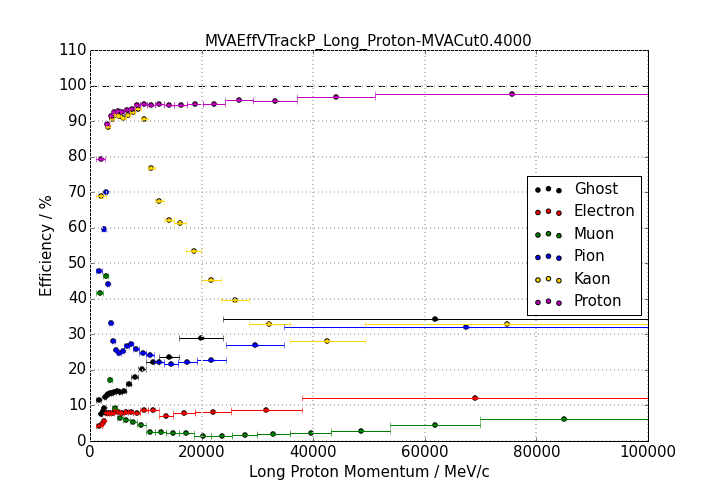 MVAEffVTrackP_Long_Proton-MVACut0.4000
110
100
90
80
70
60
50
40
30
20
10
0
Efficiency / %
Ghost
Electron
Muon
Pion
Kaon
Proton
0 20000 40000 60000 80000 100000
Long Proton Momentum / MeV/c